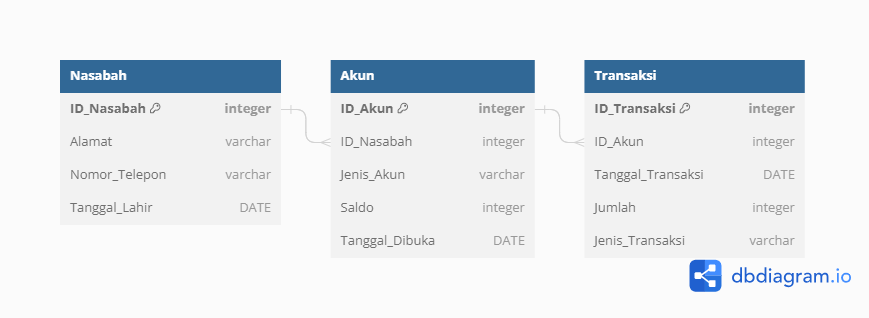 Nasabah
ID_Nasabah integer
Alamat varchar
Nomor_Telepon varchar
Tanggal_Lahir DATE
Akun
ID_Akun integer
ID_Nasabah integer
Jenis_Akun varchar
Saldo integer
Tanggal_Dibuka DATE
Transaksi
ID_Transaksi integer
ID_Akun integer
Tanggal_Transaksi DATE
Jumlah integer
Jenis_Transaksi varchar
dbdiagram.io